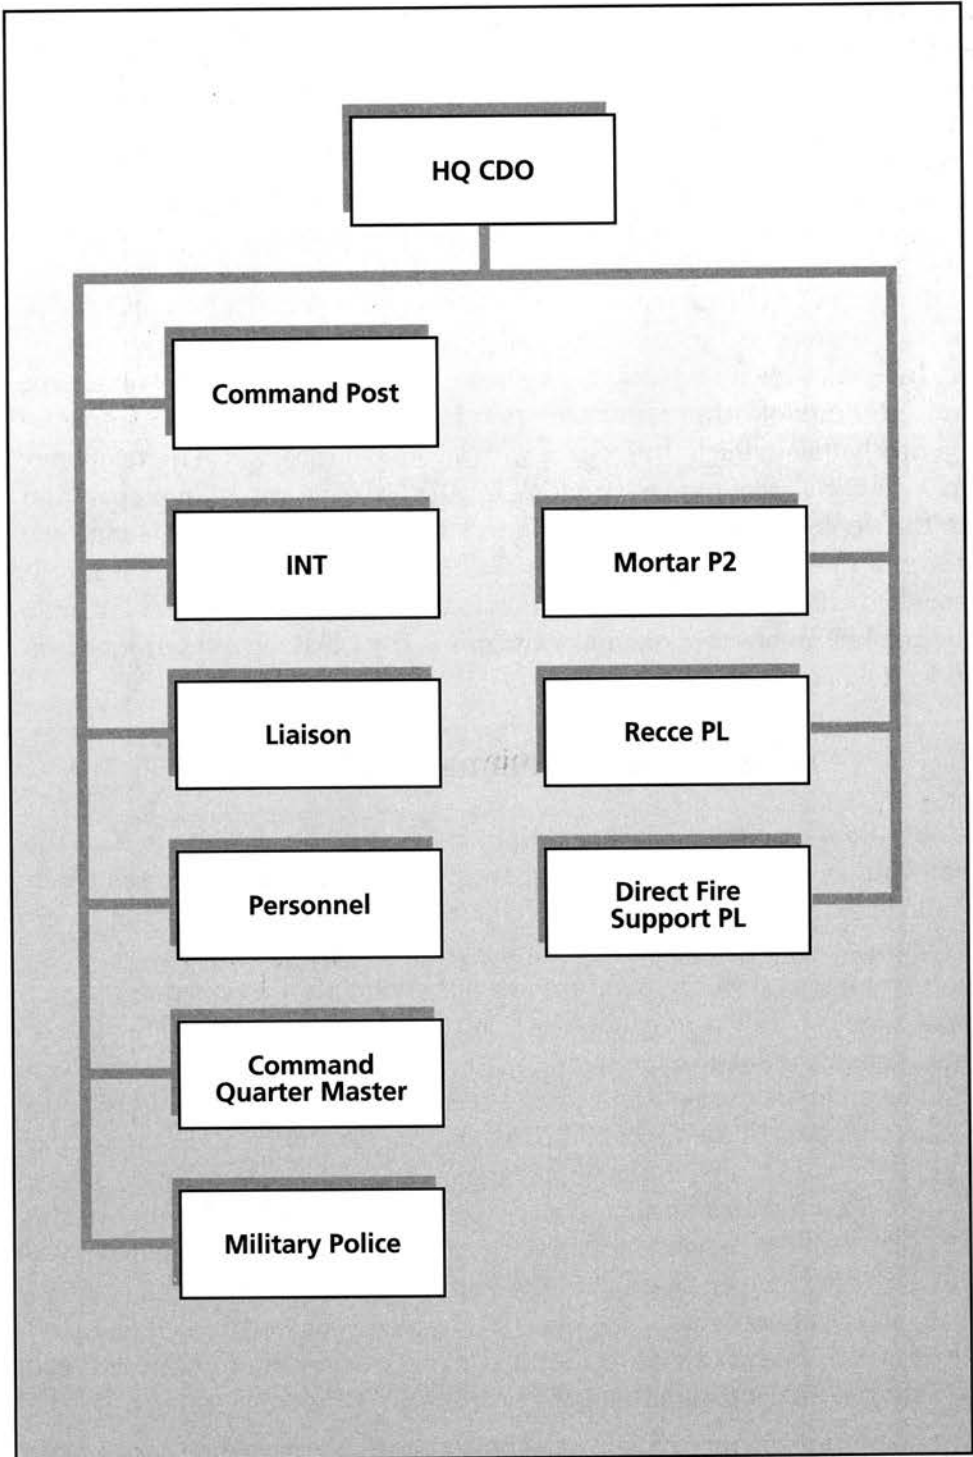 HQ CDO
Command Post
INT
Liaison
Personnel
Command
Quarter Master
Military Police
Mortar P2
Recce PL
Direct Fire
Support PL